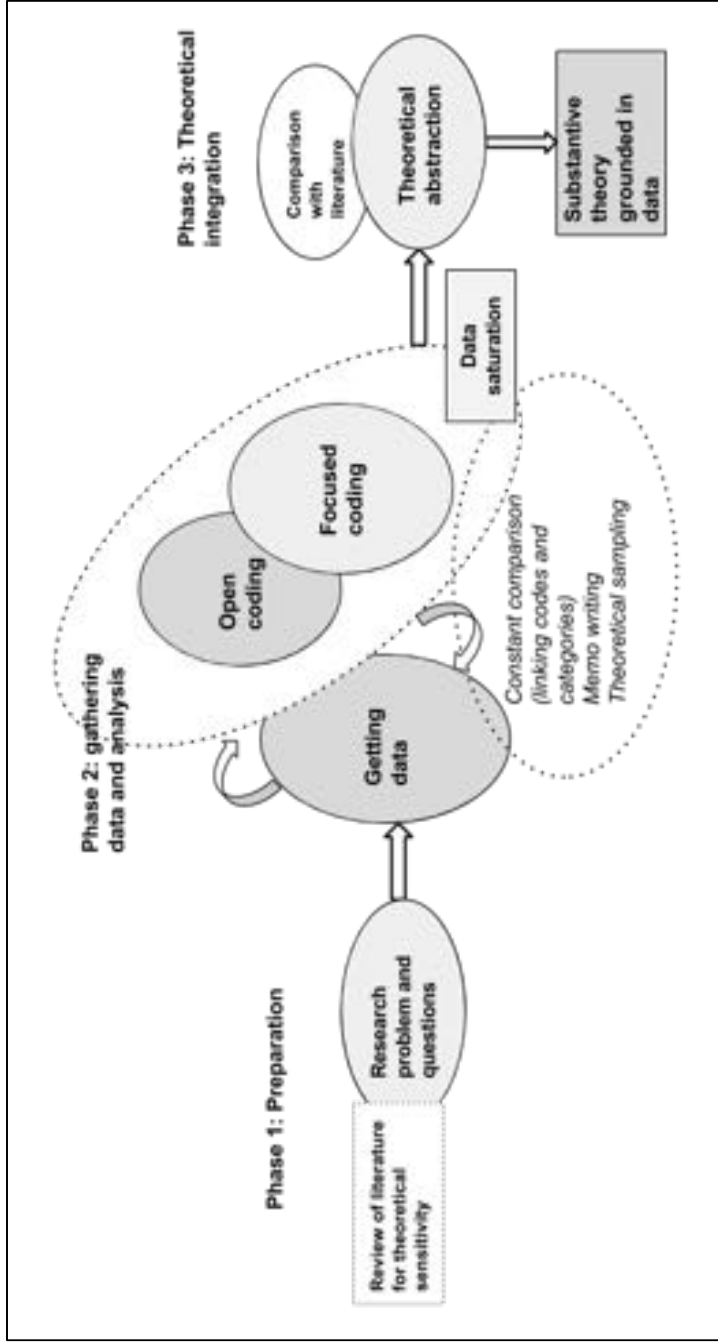 Phase 1: Preparation
Review of literature
for theoretical
sensitivity
Research
problem and
questions
Phase 2: gathering
data and analysis
Getting
data
Open
coding
Focused
coding
Constant comparison
(linking codes and
categories)
Memo writing
Theoretical sampling
Data
saturation
Phase 3: Theoretical
integration
Comparison
with
literature
Theoretical
abstraction
Substantive
theory
grounded in
data